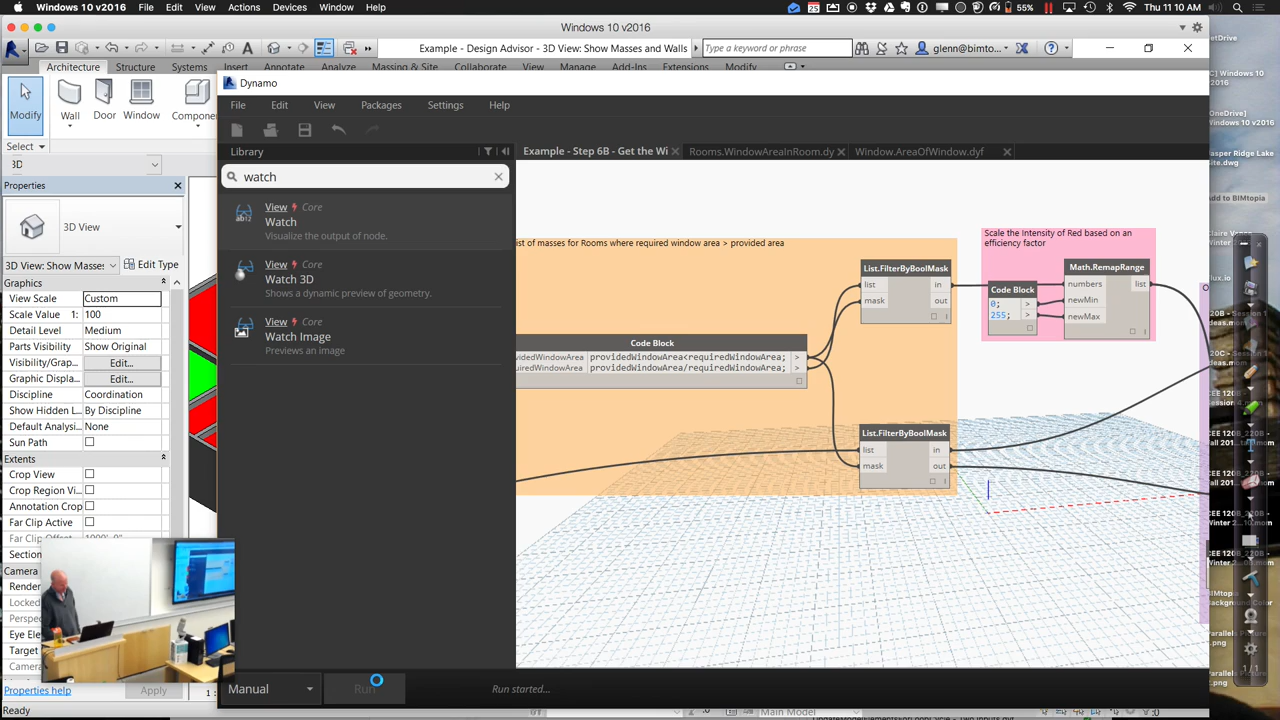 Actions Devices Window Help
File Edit View
25
55%
Thu 11:10 AM
Windows 10 v2016
Example - Design Advisor - 3D View: Show Masses and Walls
Type a keyword or phrase
glenn@bimto...
Architecture Structure Systems Insert Annotate Analyze Massing & Site Collaborate View Manage Add-Ins Extensions Modify
Modify
Wall
Door
Window
Component
Select
3D
Properties
3D View
3D View: Show Masses
Edit Type
Graphics
View Scale Custom
Scale Value 1: 100
Detail Level Medium
Parts Visibility Show Original
Visibility/Grap... Edit...
Graphic Displa... Edit...
Discipline Coordination
Show Hidden L... By Discipline
Default Analysi... None
Sun Path
Extents
Crop View
Crop Region Vi...
Annotation Crop
Far Clip Active
Far Clip Offset
Section
Camera
Render
Locked
Perspe
Eye Ele
Target
Camera
Properties help
Apply
Ready
Dynamo
File Edit View Packages Settings Help
Library
watch
View Core
Watch
Visualize the output of node.
View Core
Watch 3D
Shows a dynamic preview of geometry.
View Core
Watch Image
Previews an image
Manual
Run
Run started...
Example - Step 6B - Get the Wi
Rooms.WindowAreaInRoom.dy
Window.AreaOfWindow.dyf
ist of masses for Rooms where required window area > provided area
Code Block
videdWindowArea providedWindowArea<requiredWindowArea; >
uiredWindowArea providedWindowArea/requiredWindowArea; >
List.FilterByBoolMask
list in
mask out
List.FilterByBoolMask
list in
mask out
Scale the Intensity of Red based on an
efficiency factor
Code Block
0; >
255; >
Math.RemapRange
numbers list
newMin
newMax
Main Model
:0
1 / 1